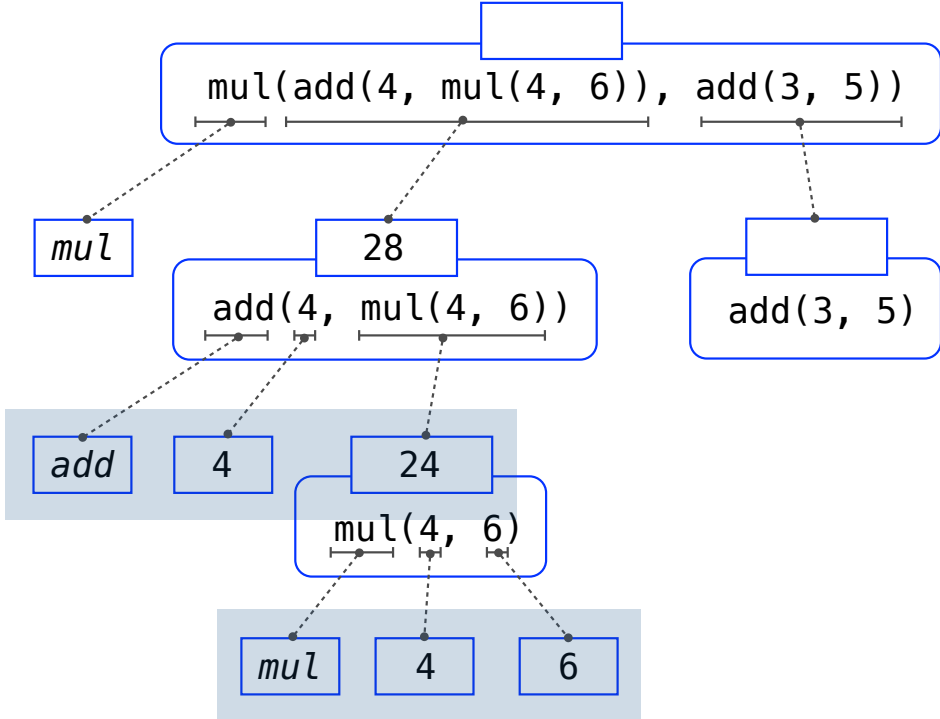 mul(add(4, mul(4, 6)), add(3, 5))
mul
28
add(4, mul(4, 6))
add(3, 5)
add
4
24
mul(4, 6)
mul
4
6